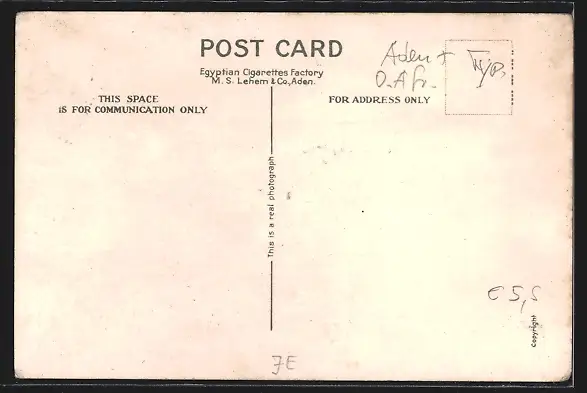 POST CARD
Egyptian Cigarettes Factory
M. S. Lehem & Co., Aden.
Aden +
O. Afr.
Typ.
THIS SPACE
IS FOR COMMUNICATION ONLY
FOR ADDRESS ONLY
This is a real photograph
€ 5,5
Copyright
7E